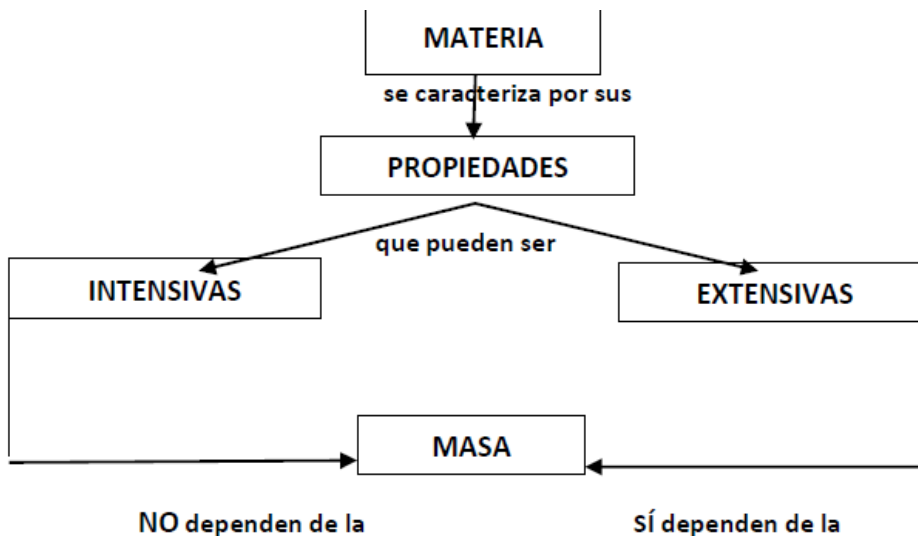 MATERIA
se caracteriza por sus
PROPIEDADES
que pueden ser
INTENSIVAS
EXTENSIVAS
MASA
NO dependen de la
SÍ dependen de la